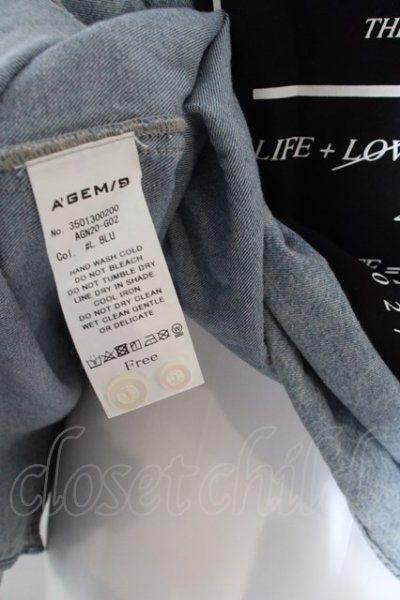 THE
LIFE + LOV
A'GEM/9
No. 3501300200
AGN20-G02
Col. #L.BLU
HAND WASH COLD
DO NOT BLEACH
DO NOT TUMBLE DRY
LINE DRY IN SHADE
COOL IRON
DO NOT DRY CLEAN
WET CLEAN GENTLE
OR DELICATE
Free
closetchild